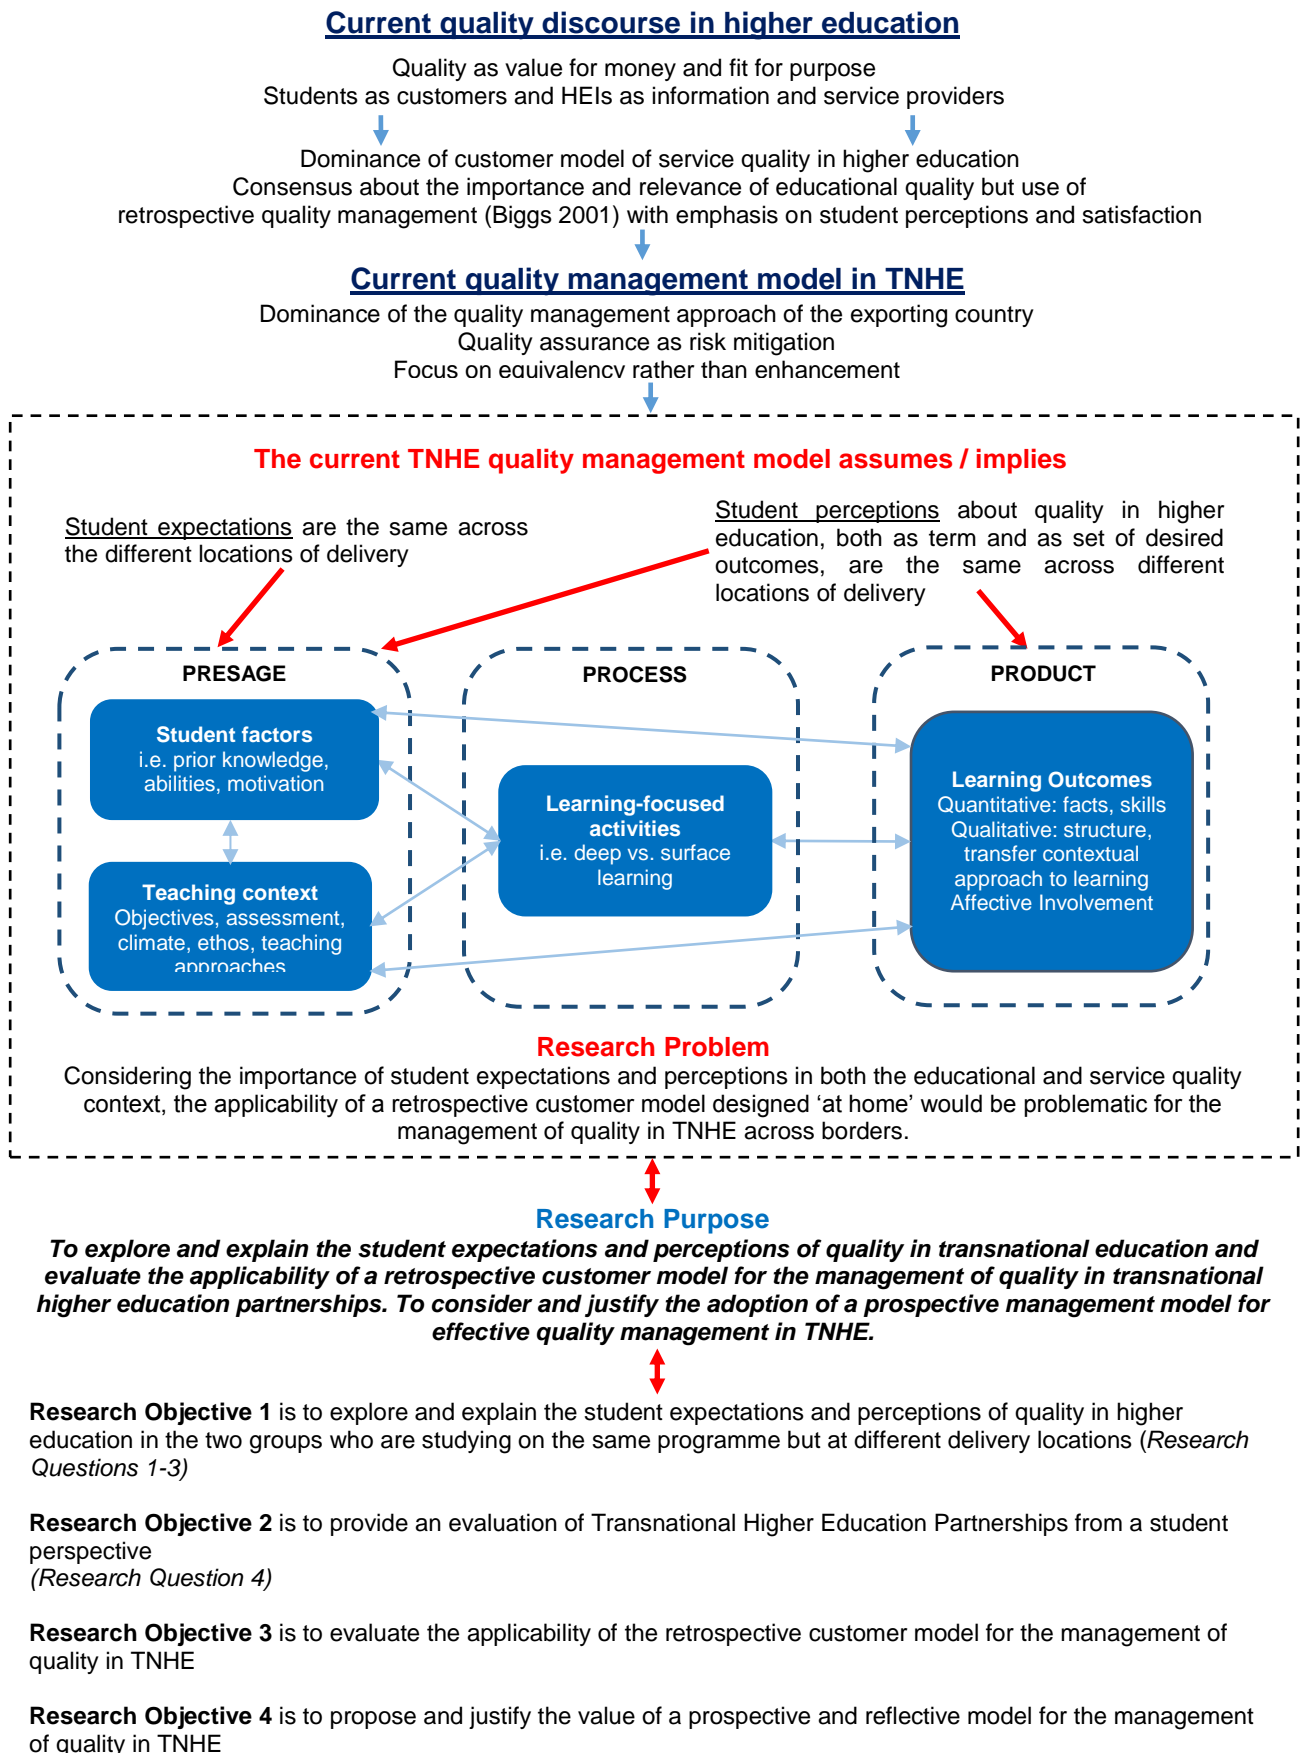 Current quality discourse in higher education
Quality as value for money and fit for purpose
Students as customers and HEIs as information and service providers
Dominance of customer model of service quality in higher education
Consensus about the importance and relevance of educational quality but use of
retrospective quality management (Biggs 2001) with emphasis on student perceptions and satisfaction
Current quality management model in TNHE
Dominance of the quality management approach of the exporting country
Quality assurance as risk mitigation
Focus on equivalency rather than enhancement
The current TNHE quality management model assumes / implies
Student expectations are the same across
the different locations of delivery
Student perceptions about quality in higher
education, both as term and as set of desired
outcomes, are the same across different
locations of delivery
PRESAGE
Student factors
i.e. prior knowledge,
abilities, motivation
Teaching context
Objectives, assessment,
climate, ethos, teaching
approaches
PROCESS
Learning-focused
activities
i.e. deep vs. surface
learning
PRODUCT
Learning Outcomes
Quantitative: facts, skills
Qualitative: structure,
transfer contextual
approach to learning
Affective Involvement
Research Problem
Considering the importance of student expectations and perceptions in both the educational and service quality
context, the applicability of a retrospective customer model designed ‘at home’ would be problematic for the
management of quality in TNHE across borders.
Research Purpose
To explore and explain the student expectations and perceptions of quality in transnational education and
evaluate the applicability of a retrospective customer model for the management of quality in transnational
higher education partnerships. To consider and justify the adoption of a prospective management model for
effective quality management in TNHE.
Research Objective 1 is to explore and explain the student expectations and perceptions of quality in higher
education in the two groups who are studying on the same programme but at different delivery locations (Research
Questions 1-3)
Research Objective 2 is to provide an evaluation of Transnational Higher Education Partnerships from a student
perspective
(Research Question 4)
Research Objective 3 is to evaluate the applicability of the retrospective customer model for the management of
quality in TNHE
Research Objective 4 is to propose and justify the value of a prospective and reflective model for the management
of quality in TNHE